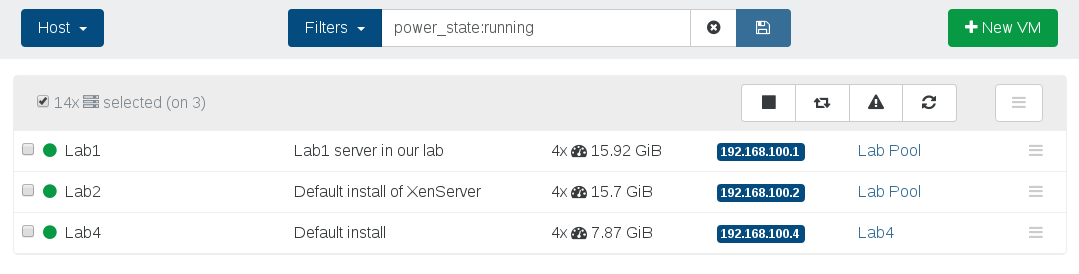 Host Filters power_state:running New VM
14x selected (on 3)
Lab1 Lab1 server in our lab 4x 15.92 GiB 192.168.100.1 Lab Pool
Lab2 Default install of XenServer 4x 15.7 GiB 192.168.100.2 Lab Pool
Lab4 Default install 4x 7.87 GiB 192.168.100.4 Lab4